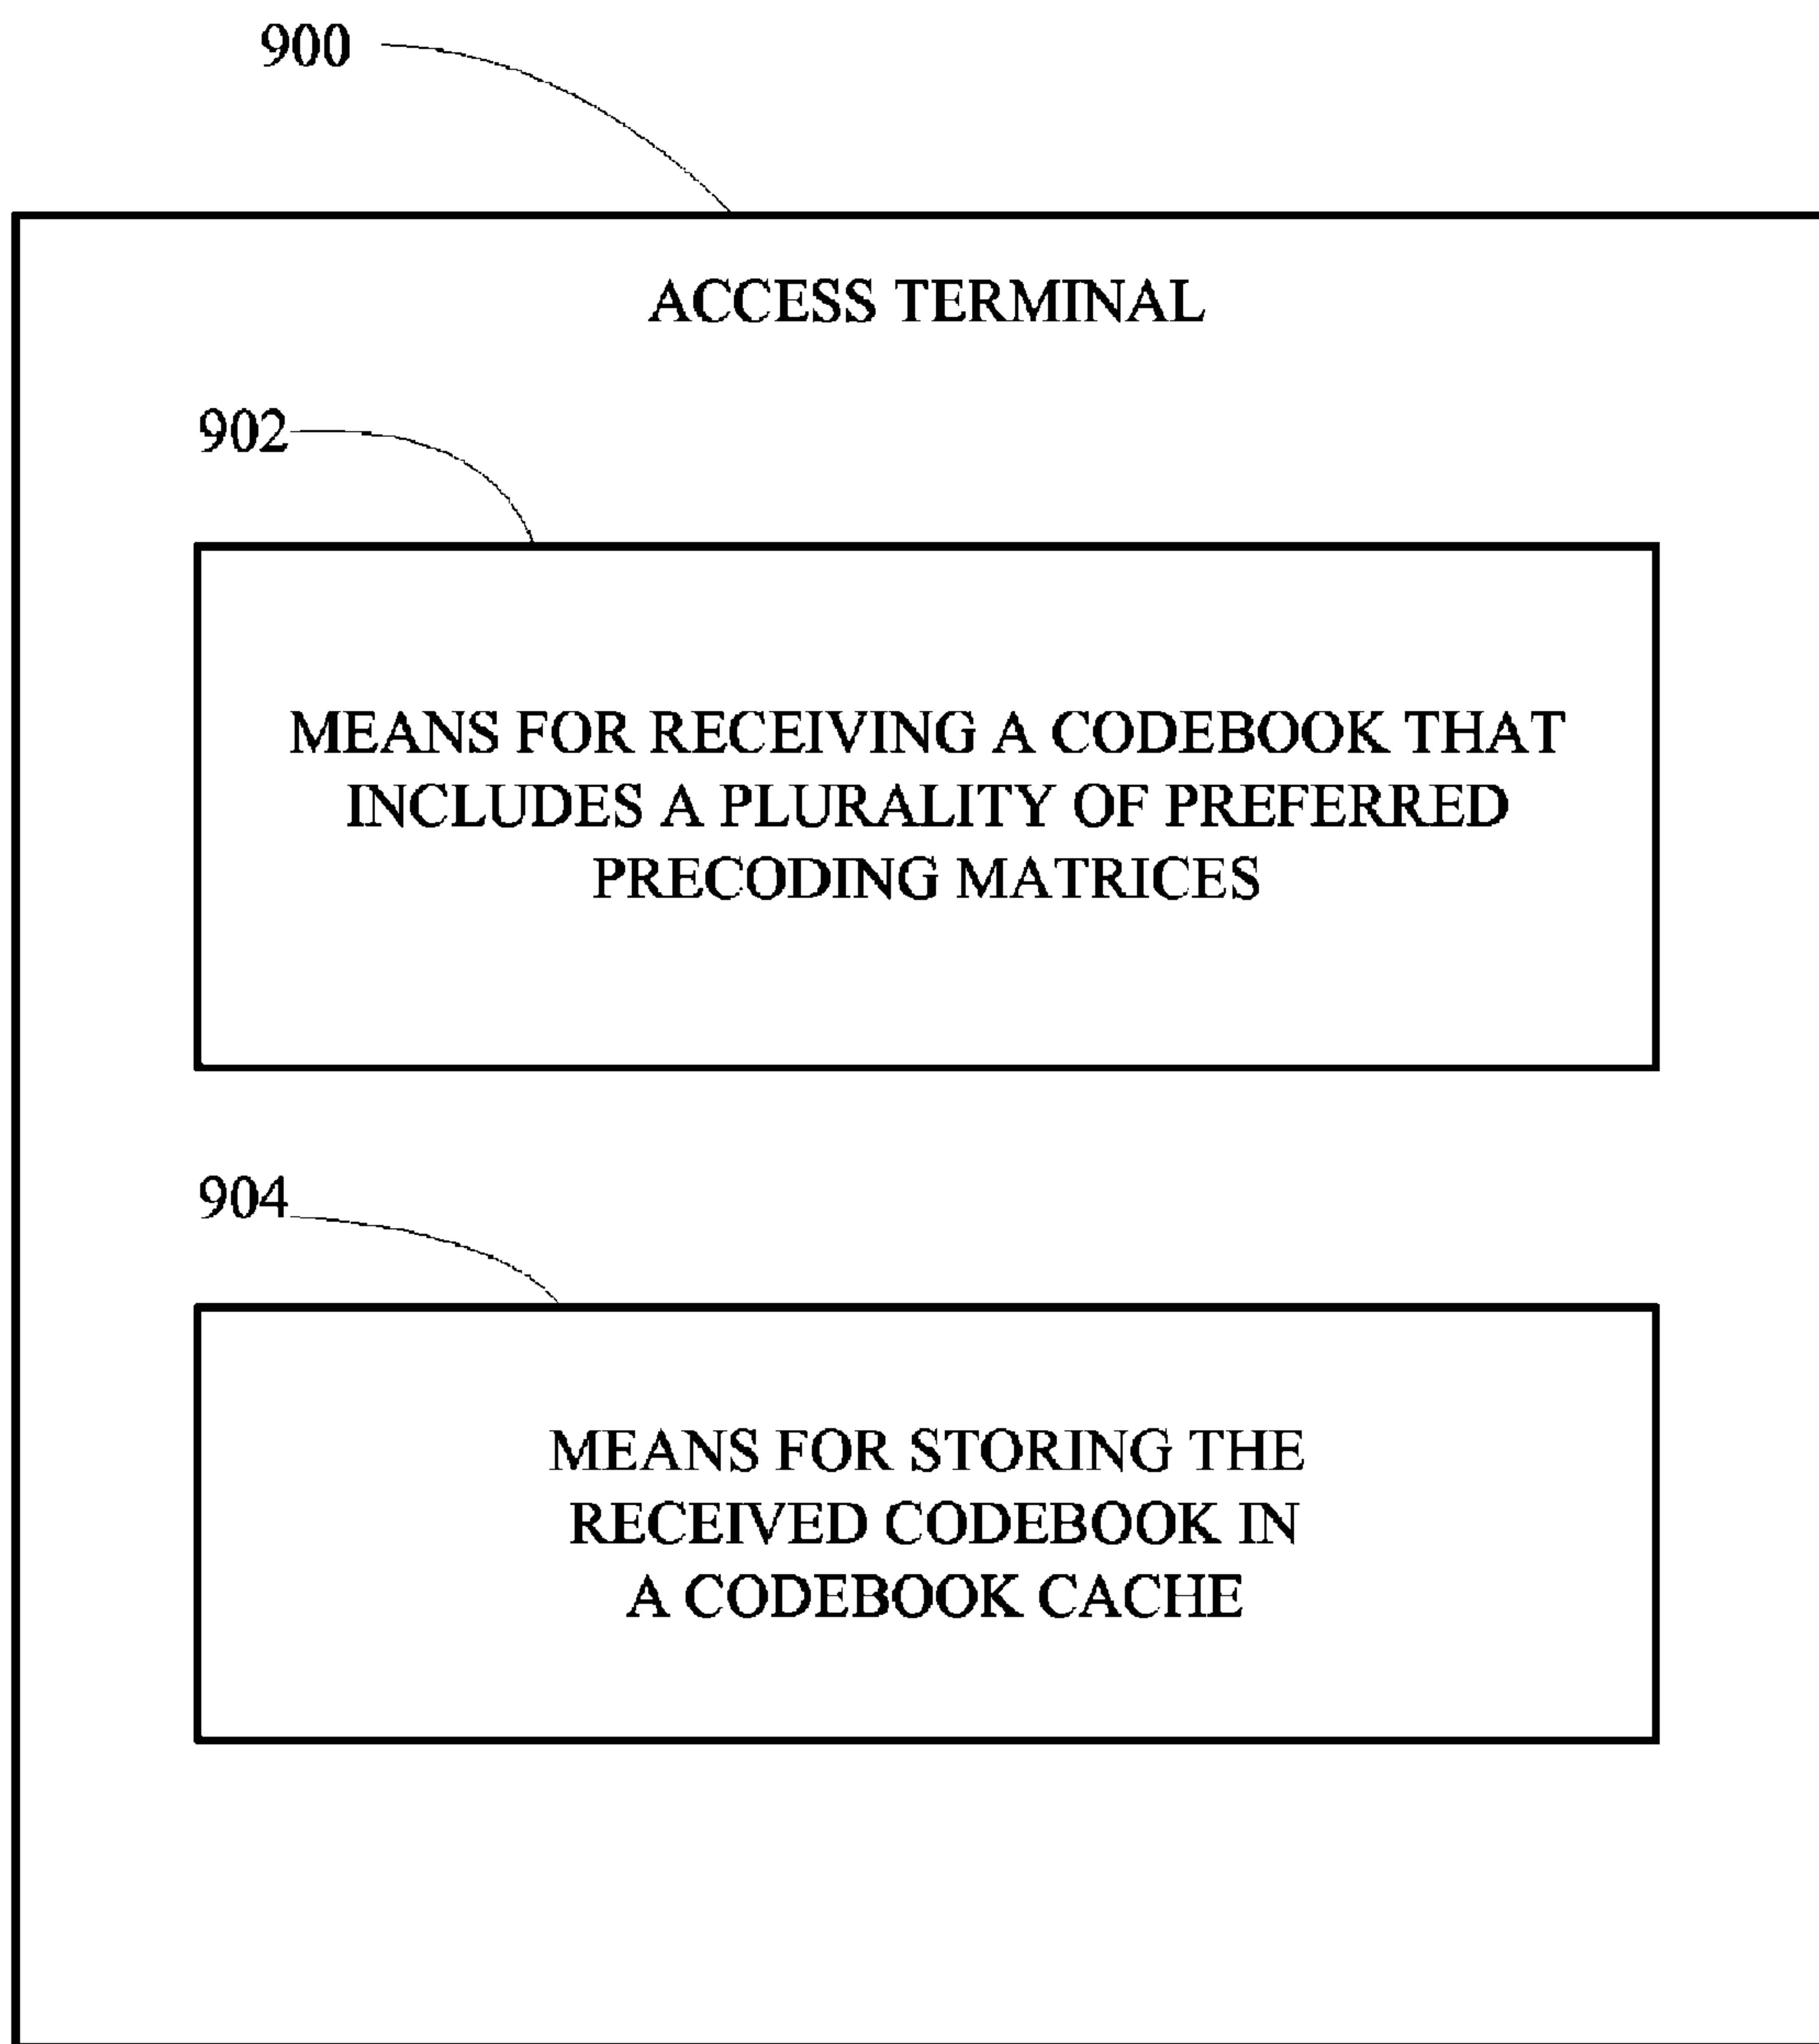 900
ACCESS TERMINAL
902
MEANS FOR RECEIVING A CODEBOOK THAT
INCLUDES A PLURALITY OF PREFERRED
PRECODING MATRICES
904
MEANS FOR STORING THE
RECEIVED CODEBOOK IN
A CODEBOOK CACHE